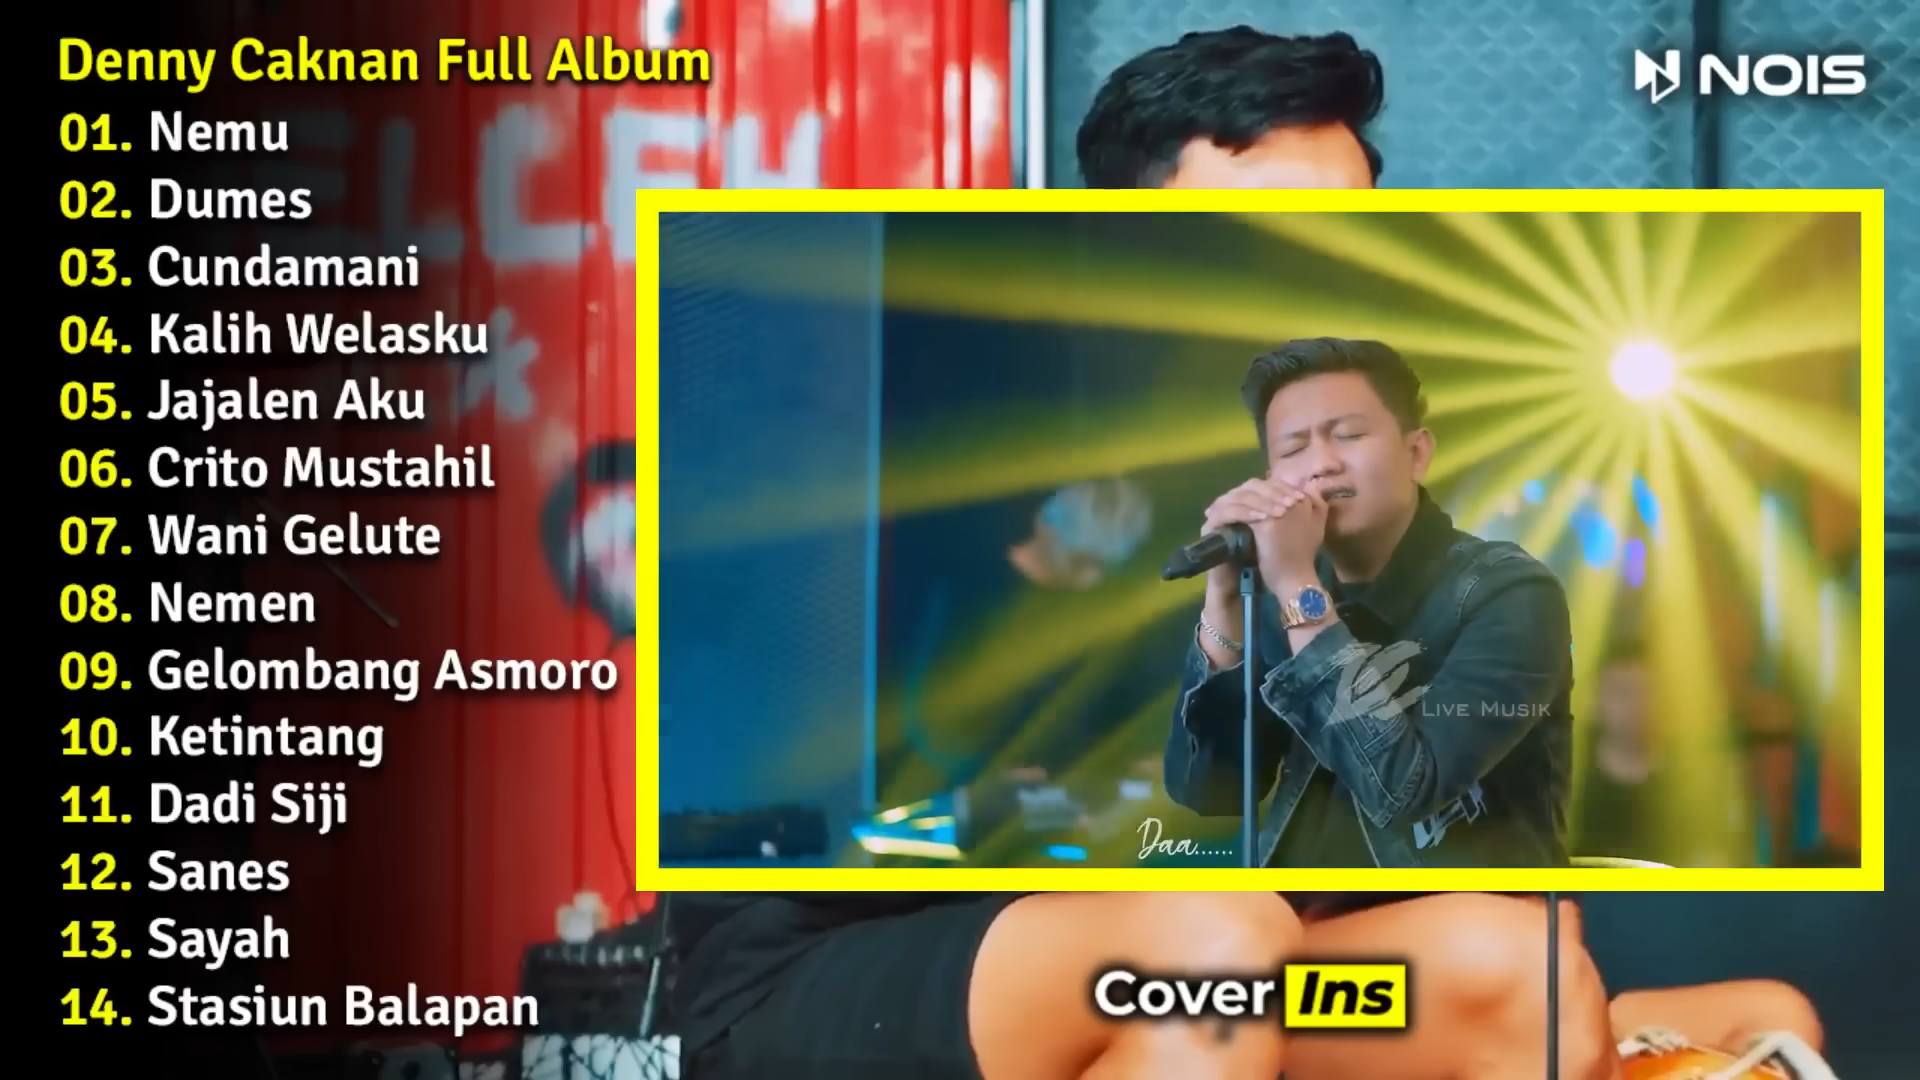 Denny Caknan Full Album
01. Nemu
02. Dumes
03. Cundamani
04. Kalih Welasku
05. Jajalen Aku
06. Crito Mustahil
07. Wani Gelute
08. Nemen
09. Gelombang Asmoro
10. Ketintang
11. Dadi Siji
12. Sanes
13. Sayah
14. Stasiun Balapan
NOIS
LIVE MUSIK
Daa......
Cover Ins